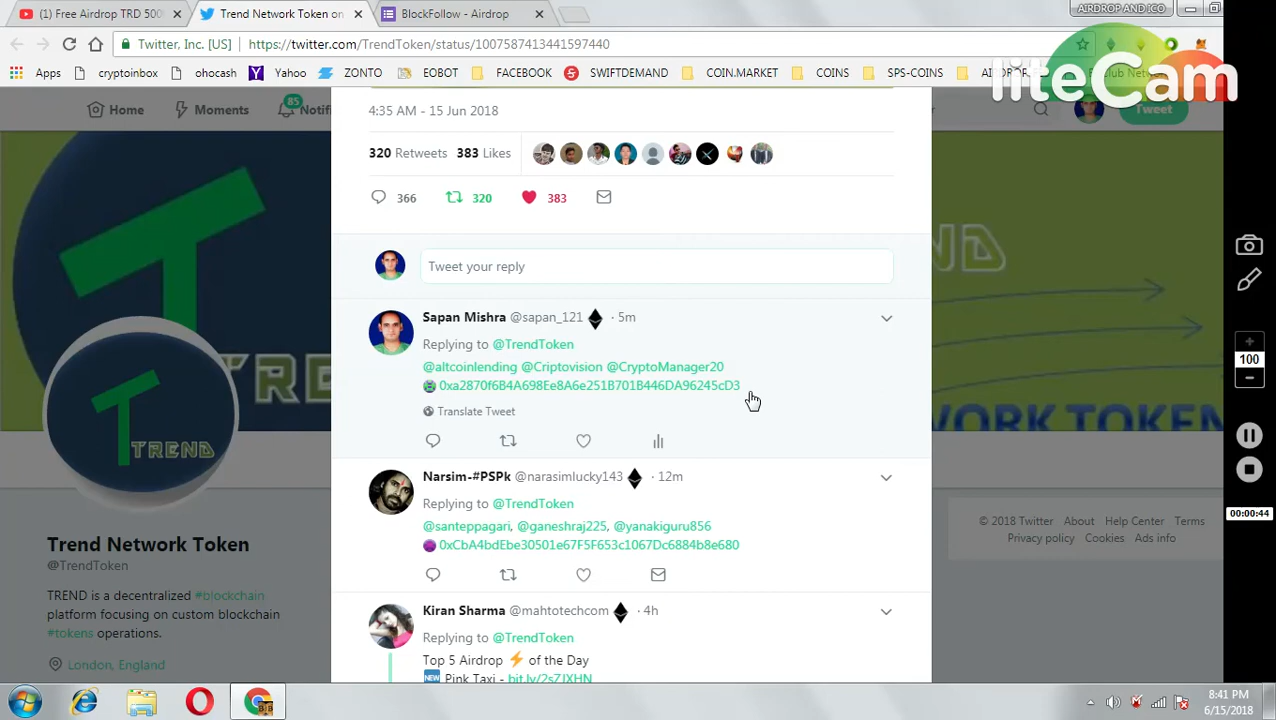 (1) Free Airdrop TRD 500
Trend Network Token on
BlockFollow - Airdrop
AIRDROP AND ICO
Twitter, Inc. [US]
https://twitter.com/TrendToken/status/1007587413441597440
Apps
cryptoinbox
ohocash
Yahoo
ZONTO
EOBOT
FACEBOOK
SWIFTDEMAND
COIN.MARKET
COINS
SPS-COINS
liteCam
Home
Moments
85
Tweet
4:35 AM - 15 Jun 2018
320 Retweets 383 Likes
366 320 383
Tweet your reply
Sapan Mishra @sapan_121 · 5m
Replying to @TrendToken
@altcoinlending @Criptovision @CryptoManager20
0xa2870f6B4A698Ee8A6e251B701B446DA96245cD3
Translate Tweet
Narsim-#PSPk @narasimlucky143 · 12m
Replying to @TrendToken
@santeppagari, @ganeshraj225, @yanakiguru856
0xCbA4bdEbe30501e67F5F653c1067Dc6884b8e680
Kiran Sharma @mahtotechcom · 4h
Replying to @TrendToken
Top 5 Airdrop ⚡ of the Day
NEW Pink Taxi - bit.ly/2sZJXHN
T
TREND
Trend Network Token
@TrendToken
TREND is a decentralized #blockchain
platform focusing on custom blockchain
#tokens operations.
London, England
© 2018 Twitter About Help Center Terms
Privacy policy Cookies Ads info
100
00:00:44
8:41 PM
6/15/2018